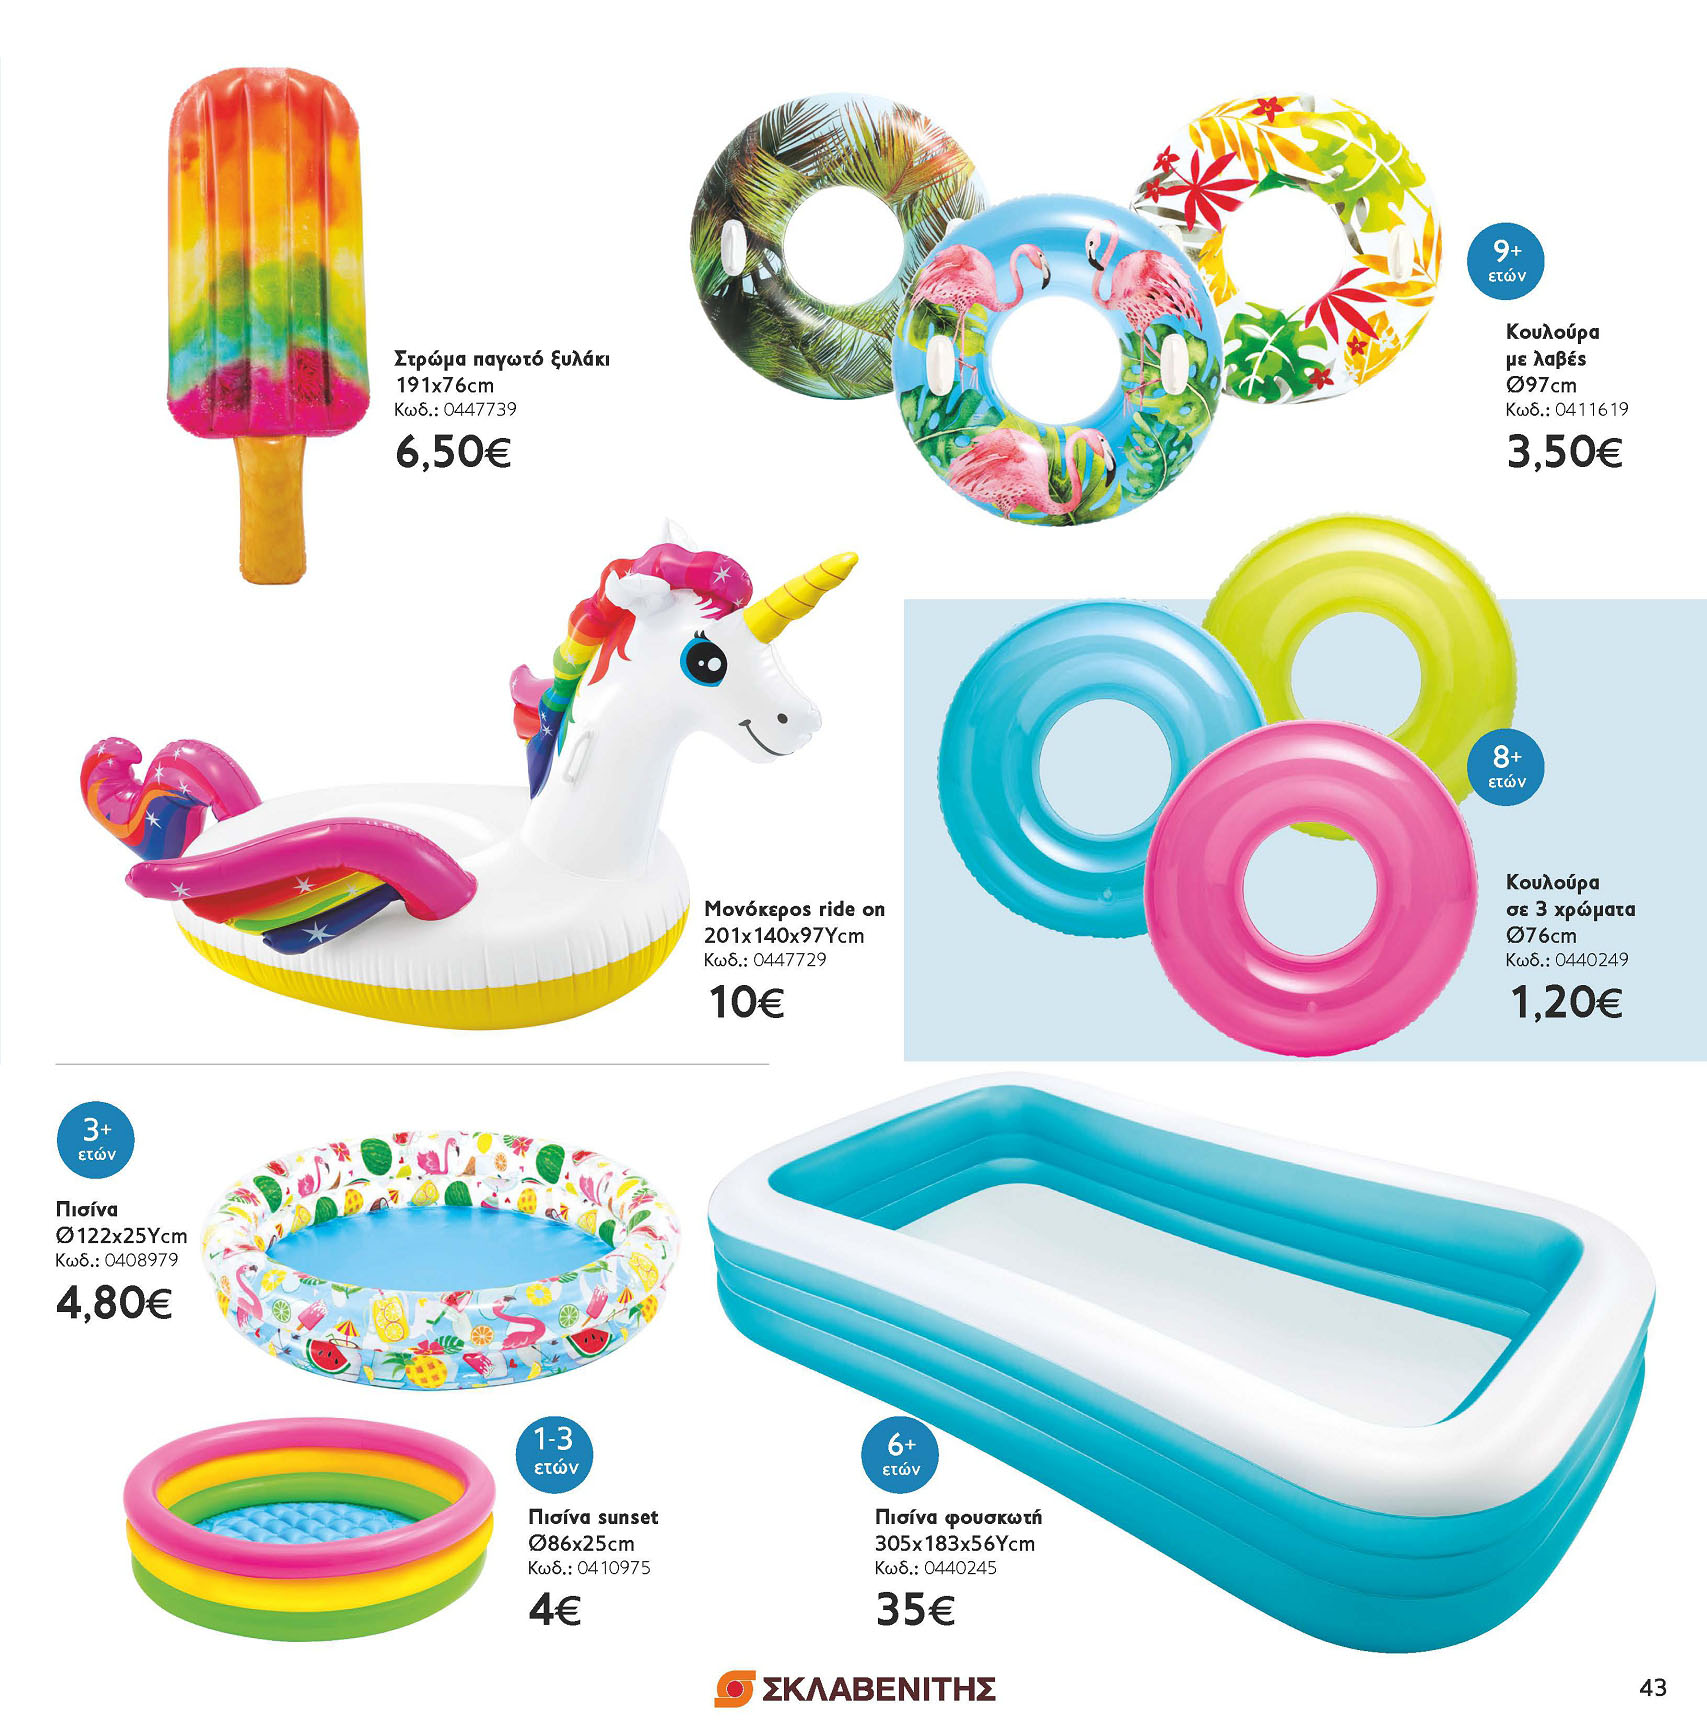 Στρώμα παγωτό ξυλάκι
191x76cm
Κωδ.: 0447739
6,50€
9+
ετών
Κουλούρα
με λαβές
Ø97cm
Κωδ.: 0411619
3,50€
Μονόκερος ride on
201x140x97Υcm
Κωδ.: 0447729
10€
8+
ετών
Κουλούρα
σε 3 χρώματα
Ø76cm
Κωδ.: 0440249
1,20€
3+
ετών
Πισίνα
Ø122x25Υcm
Κωδ.: 0408979
4,80€
1-3
ετών
Πισίνα sunset
Ø86x25cm
Κωδ.: 0410975
4€
6+
ετών
Πισίνα φουσκωτή
305x183x56Υcm
Κωδ.: 0440245
35€
ΣΚΛΑΒΕΝΙΤΗΣ
43